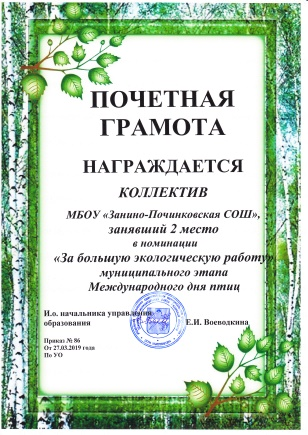 ПОЧЕТНАЯ
ГРАМОТА
НАГРАЖДАЕТСЯ
КОЛЛЕКТИВ
МБОУ «Занино-Починковская СОШ»,
занявший 2 место
в номинации
«За большую экологическую работу»
муниципального этапа
Международного дня птиц
И.о. начальника управления
образования Е.И. Воеводкина
Приказ № 86
От 27.03.2019 года
По УО